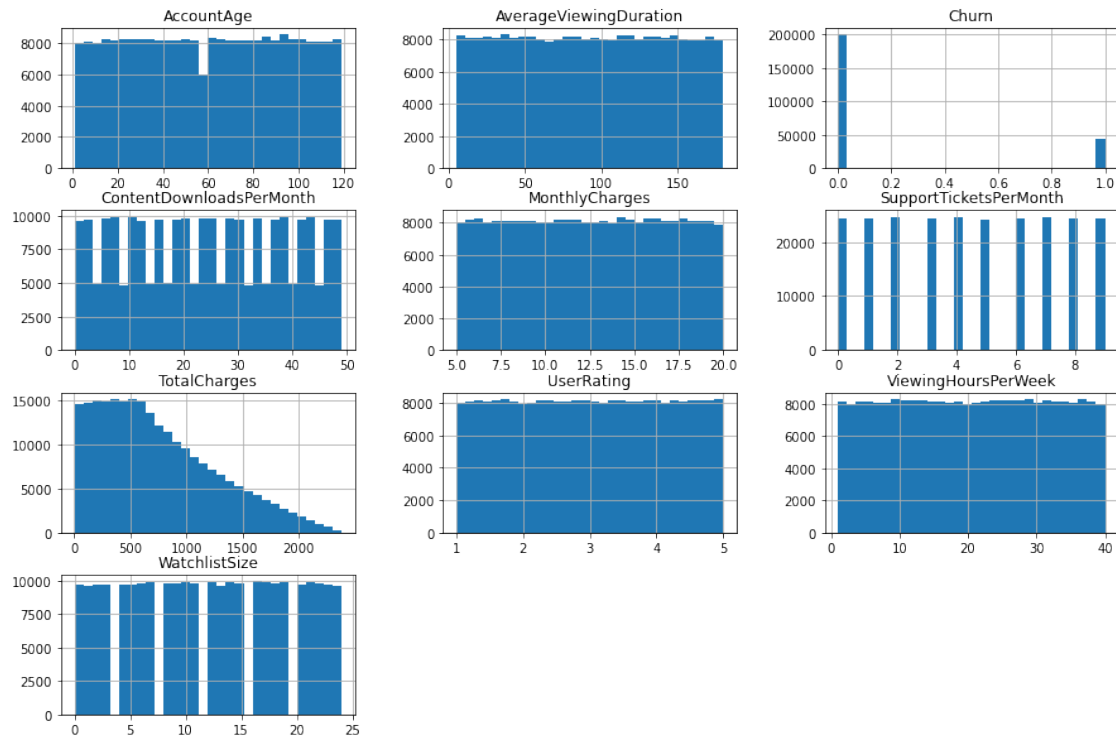 AccountAge
8000
6000
4000
2000
0
0 20 40 60 80 100 120
AverageViewingDuration
8000
6000
4000
2000
0
0 50 100 150
Churn
200000
150000
100000
50000
0
0.0 0.2 0.4 0.6 0.8 1.0
ContentDownloadsPerMonth
10000
7500
5000
2500
0
0 10 20 30 40 50
MonthlyCharges
8000
6000
4000
2000
0
5.0 7.5 10.0 12.5 15.0 17.5 20.0
SupportTicketsPerMonth
20000
10000
0
0 2 4 6 8
TotalCharges
15000
10000
5000
0
0 500 1000 1500 2000
UserRating
8000
6000
4000
2000
0
1 2 3 4 5
ViewingHoursPerWeek
8000
6000
4000
2000
0
0 10 20 30 40
WatchlistSize
10000
7500
5000
2500
0
0 5 10 15 20 25